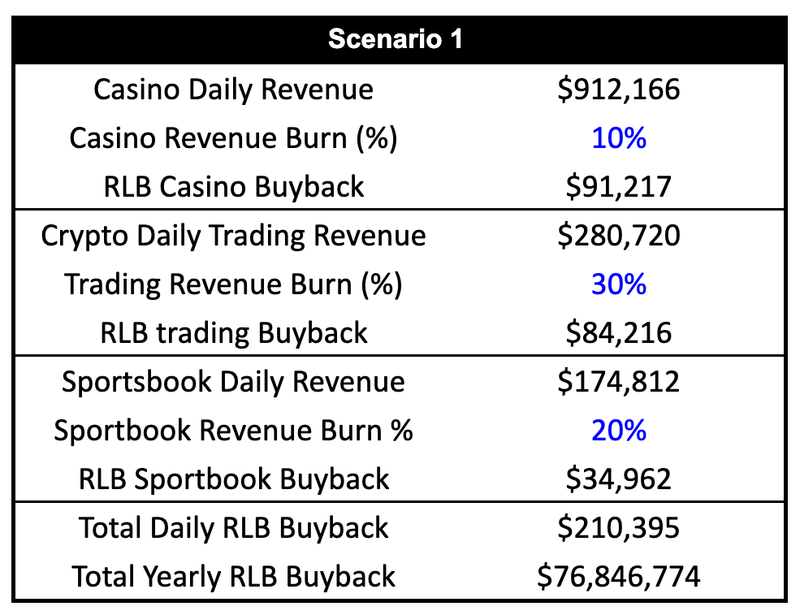 Scenario 1
Casino Daily Revenue $912,166
Casino Revenue Burn (%) 10%
RLB Casino Buyback $91,217
Crypto Daily Trading Revenue $280,720
Trading Revenue Burn (%) 30%
RLB trading Buyback $84,216
Sportsbook Daily Revenue $174,812
Sportbook Revenue Burn % 20%
RLB Sportbook Buyback $34,962
Total Daily RLB Buyback $210,395
Total Yearly RLB Buyback $76,846,774